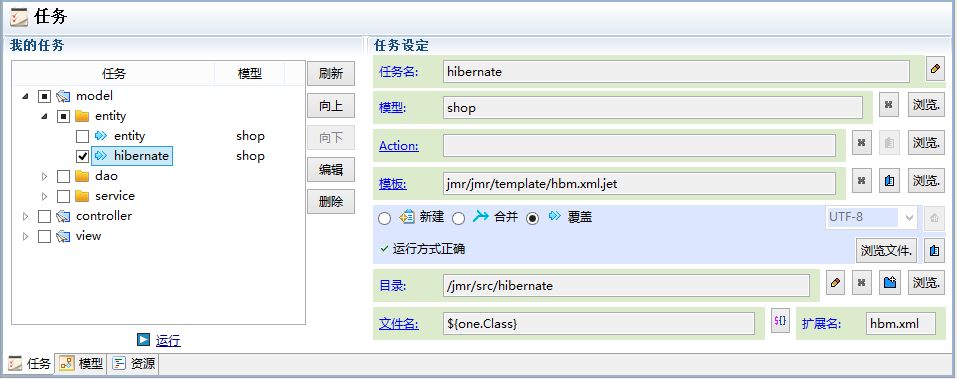 任务
我的任务
任务 模型
model
entity
entity shop
hibernate shop
dao
service
controller
view
刷新
向上
向下
编辑
删除
运行
任务设定
任务名: hibernate
模型: shop 浏览.
Action: 浏览.
模板: jmr/jmr/template/hbm.xml.jet 浏览.
新建 合并 覆盖 UTF-8
运行方式正确 浏览文件.
目录: /jmr/src/hibernate 浏览.
文件名: ${one.Class} §{} 扩展名: hbm.xml
任务 模型 资源